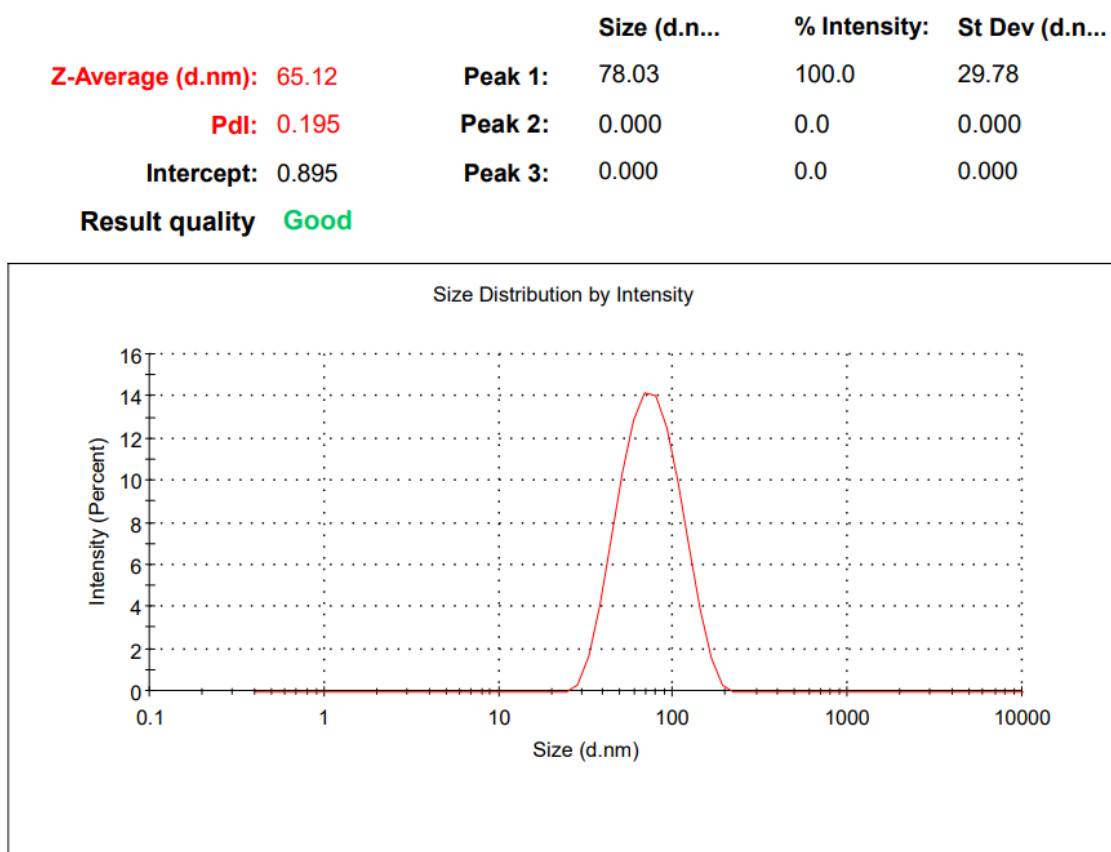 Size (d.n... % Intensity: St Dev (d.n...
Z-Average (d.nm): 65.12 Peak 1: 78.03 100.0 29.78
PdI: 0.195 Peak 2: 0.000 0.0 0.000
Intercept: 0.895 Peak 3: 0.000 0.0 0.000
Result quality Good
Size Distribution by Intensity
16
14
12
10
8
6
4
2
0
Intensity (Percent)
0.1 1 10 100 1000 10000
Size (d.nm)